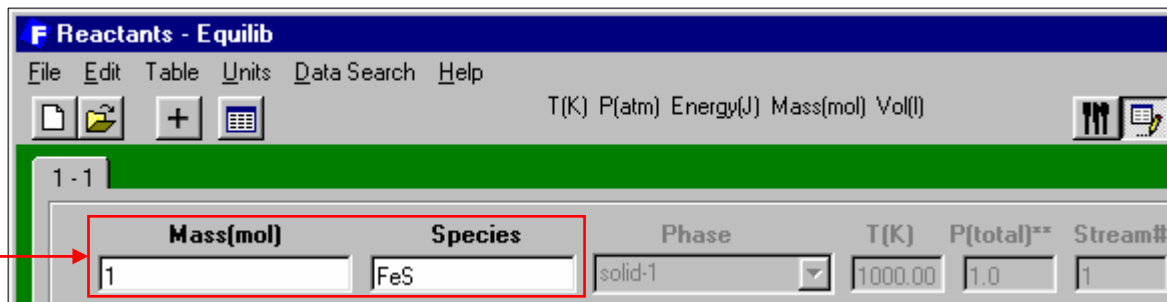 F Reactants - Equilib
File Edit Table Units Data Search Help
T(K) P(atm) Energy(J) Mass(mol) Vol(l)
1 - 1
Mass(mol) Species Phase T(K) P(total)** Stream#
1 FeS solid-1 1000.00 1.0 1